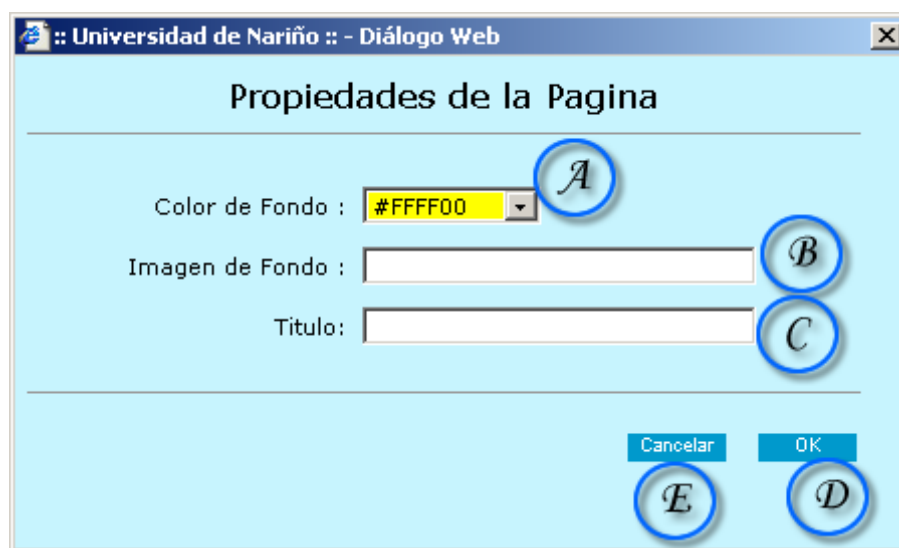 :: Universidad de Nariño :: - Diálogo Web
Propiedades de la Pagina
A
Color de Fondo : #FFFF00
Imagen de Fondo : B
Titulo: C
Cancelar OK
E D